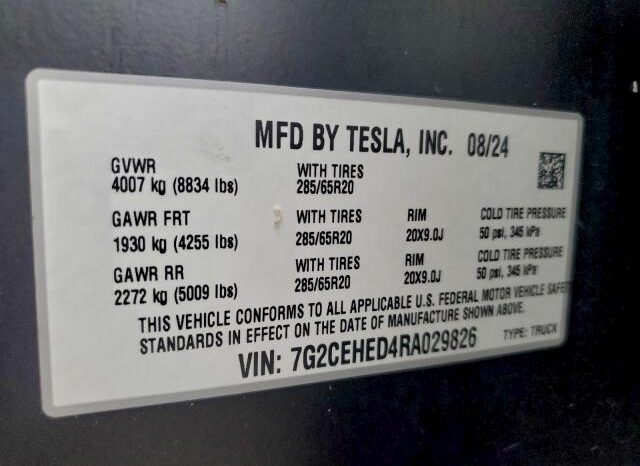 MFD BY TESLA, INC. 08/24
GVWR WITH TIRES
4007 kg (8834 lbs) 285/65R20
GAWR FRT WITH TIRES RIM COLD TIRE PRESSURE
1930 kg (4255 lbs) 285/65R20 20X9.0J 50 psi, 345 kPa
GAWR RR WITH TIRES RIM COLD TIRE PRESSURE
2272 kg (5009 lbs) 285/65R20 20X9.0J 50 psi, 345 kPa
THIS VEHICLE CONFORMS TO ALL APPLICABLE U.S. FEDERAL MOTOR VEHICLE
STANDARDS IN EFFECT ON THE DATE OF MANUFACTURE SHOWN ABOVE.
VIN: 7G2CEHED4RA029826 TYPE: TRUCK